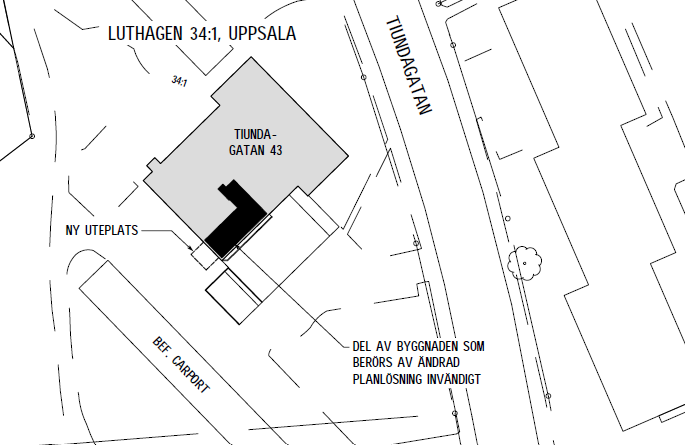 LUTHAGEN 34:1, UPPSALA
TIUNDAGATAN
34:1
TIUNDA-
GATAN 43
NY UTEPLATS
BEF. CARPORT
DEL AV BYGGNADEN SOM
BERÖRS AV ÄNDRAD
PLANLÖSNING INVÄNDIGT